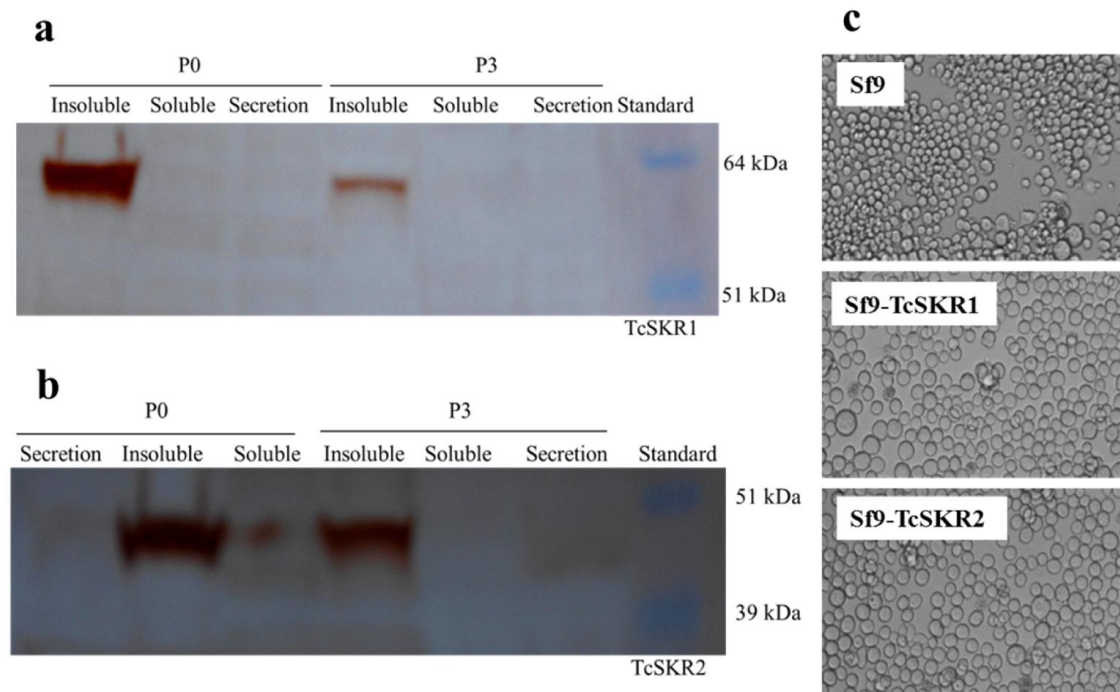 a
P0 P3
Insoluble Soluble Secretion Insoluble Soluble Secretion Standard
64 kDa
51 kDa
TcSKR1
b
P0 P3
Secretion Insoluble Soluble Insoluble Soluble Secretion Standard
51 kDa
39 kDa
TcSKR2
c
Sf9
Sf9-TcSKR1
Sf9-TcSKR2